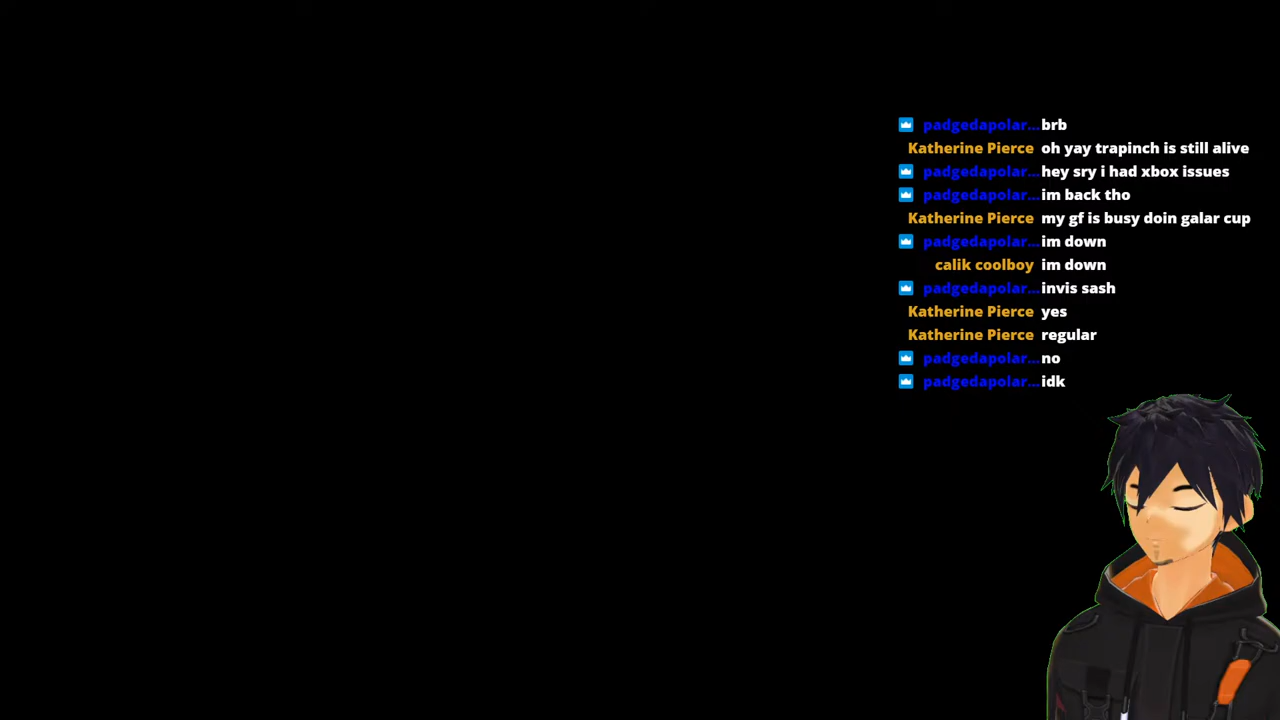 padgedapolar... brb
Katherine Pierce oh yay trapinch is still alive
padgedapolar... hey sry i had xbox issues
padgedapolar... im back tho
Katherine Pierce my gf is busy doin galar cup
padgedapolar... im down
calik coolboy im down
padgedapolar... invis sash
Katherine Pierce yes
Katherine Pierce regular
padgedapolar... no
padgedapolar... idk